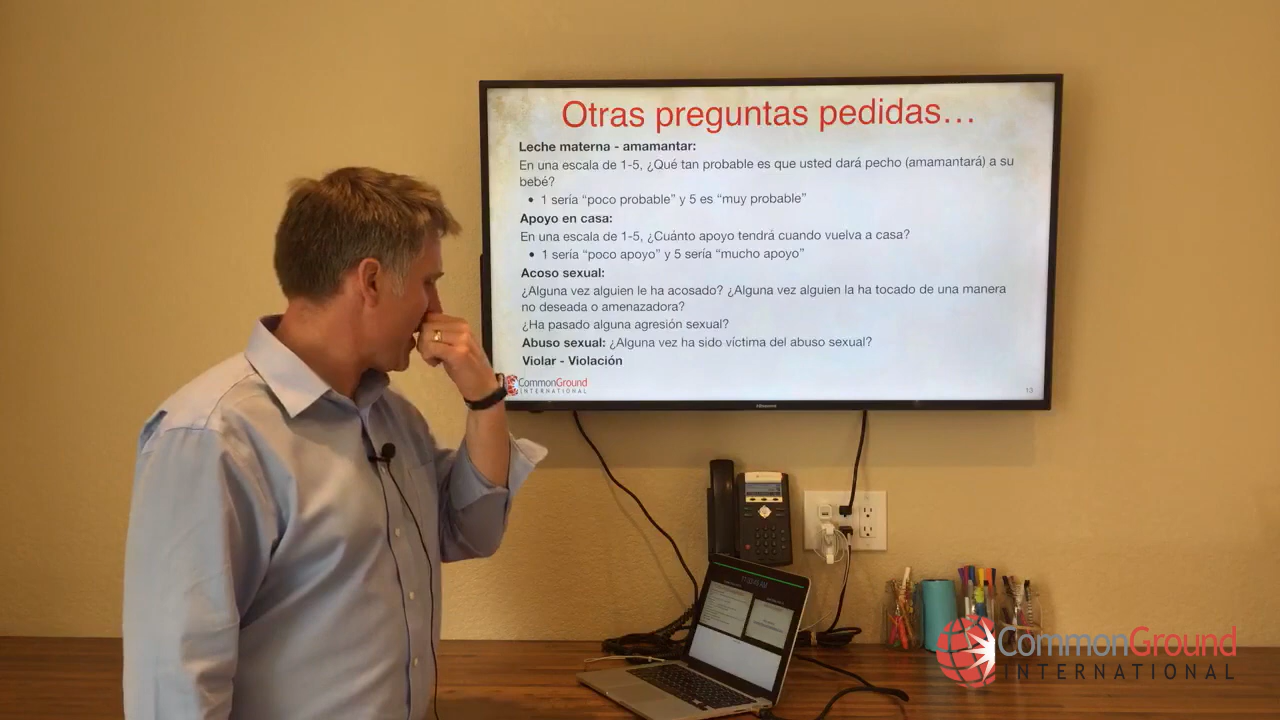 Otras preguntas pedidas…
Leche materna - amamantar:
En una escala de 1-5, ¿Qué tan probable es que usted dará pecho (amamantará) a su
bebé?
• 1 sería “poco probable” y 5 es “muy probable”
Apoyo en casa:
En una escala de 1-5, ¿Cuánto apoyo tendrá cuando vuelva a casa?
• 1 sería “poco apoyo” y 5 sería “mucho apoyo”
Acoso sexual:
¿Alguna vez alguien le ha acosado? ¿Alguna vez alguien la ha tocado de una manera
no deseada o amenazadora?
¿Ha pasado alguna agresión sexual?
Abuso sexual: ¿Alguna vez ha sido víctima del abuso sexual?
Violar - Violación
CommonGround
INTERNATIONAL
13
CommonGround
INTERNATIONAL